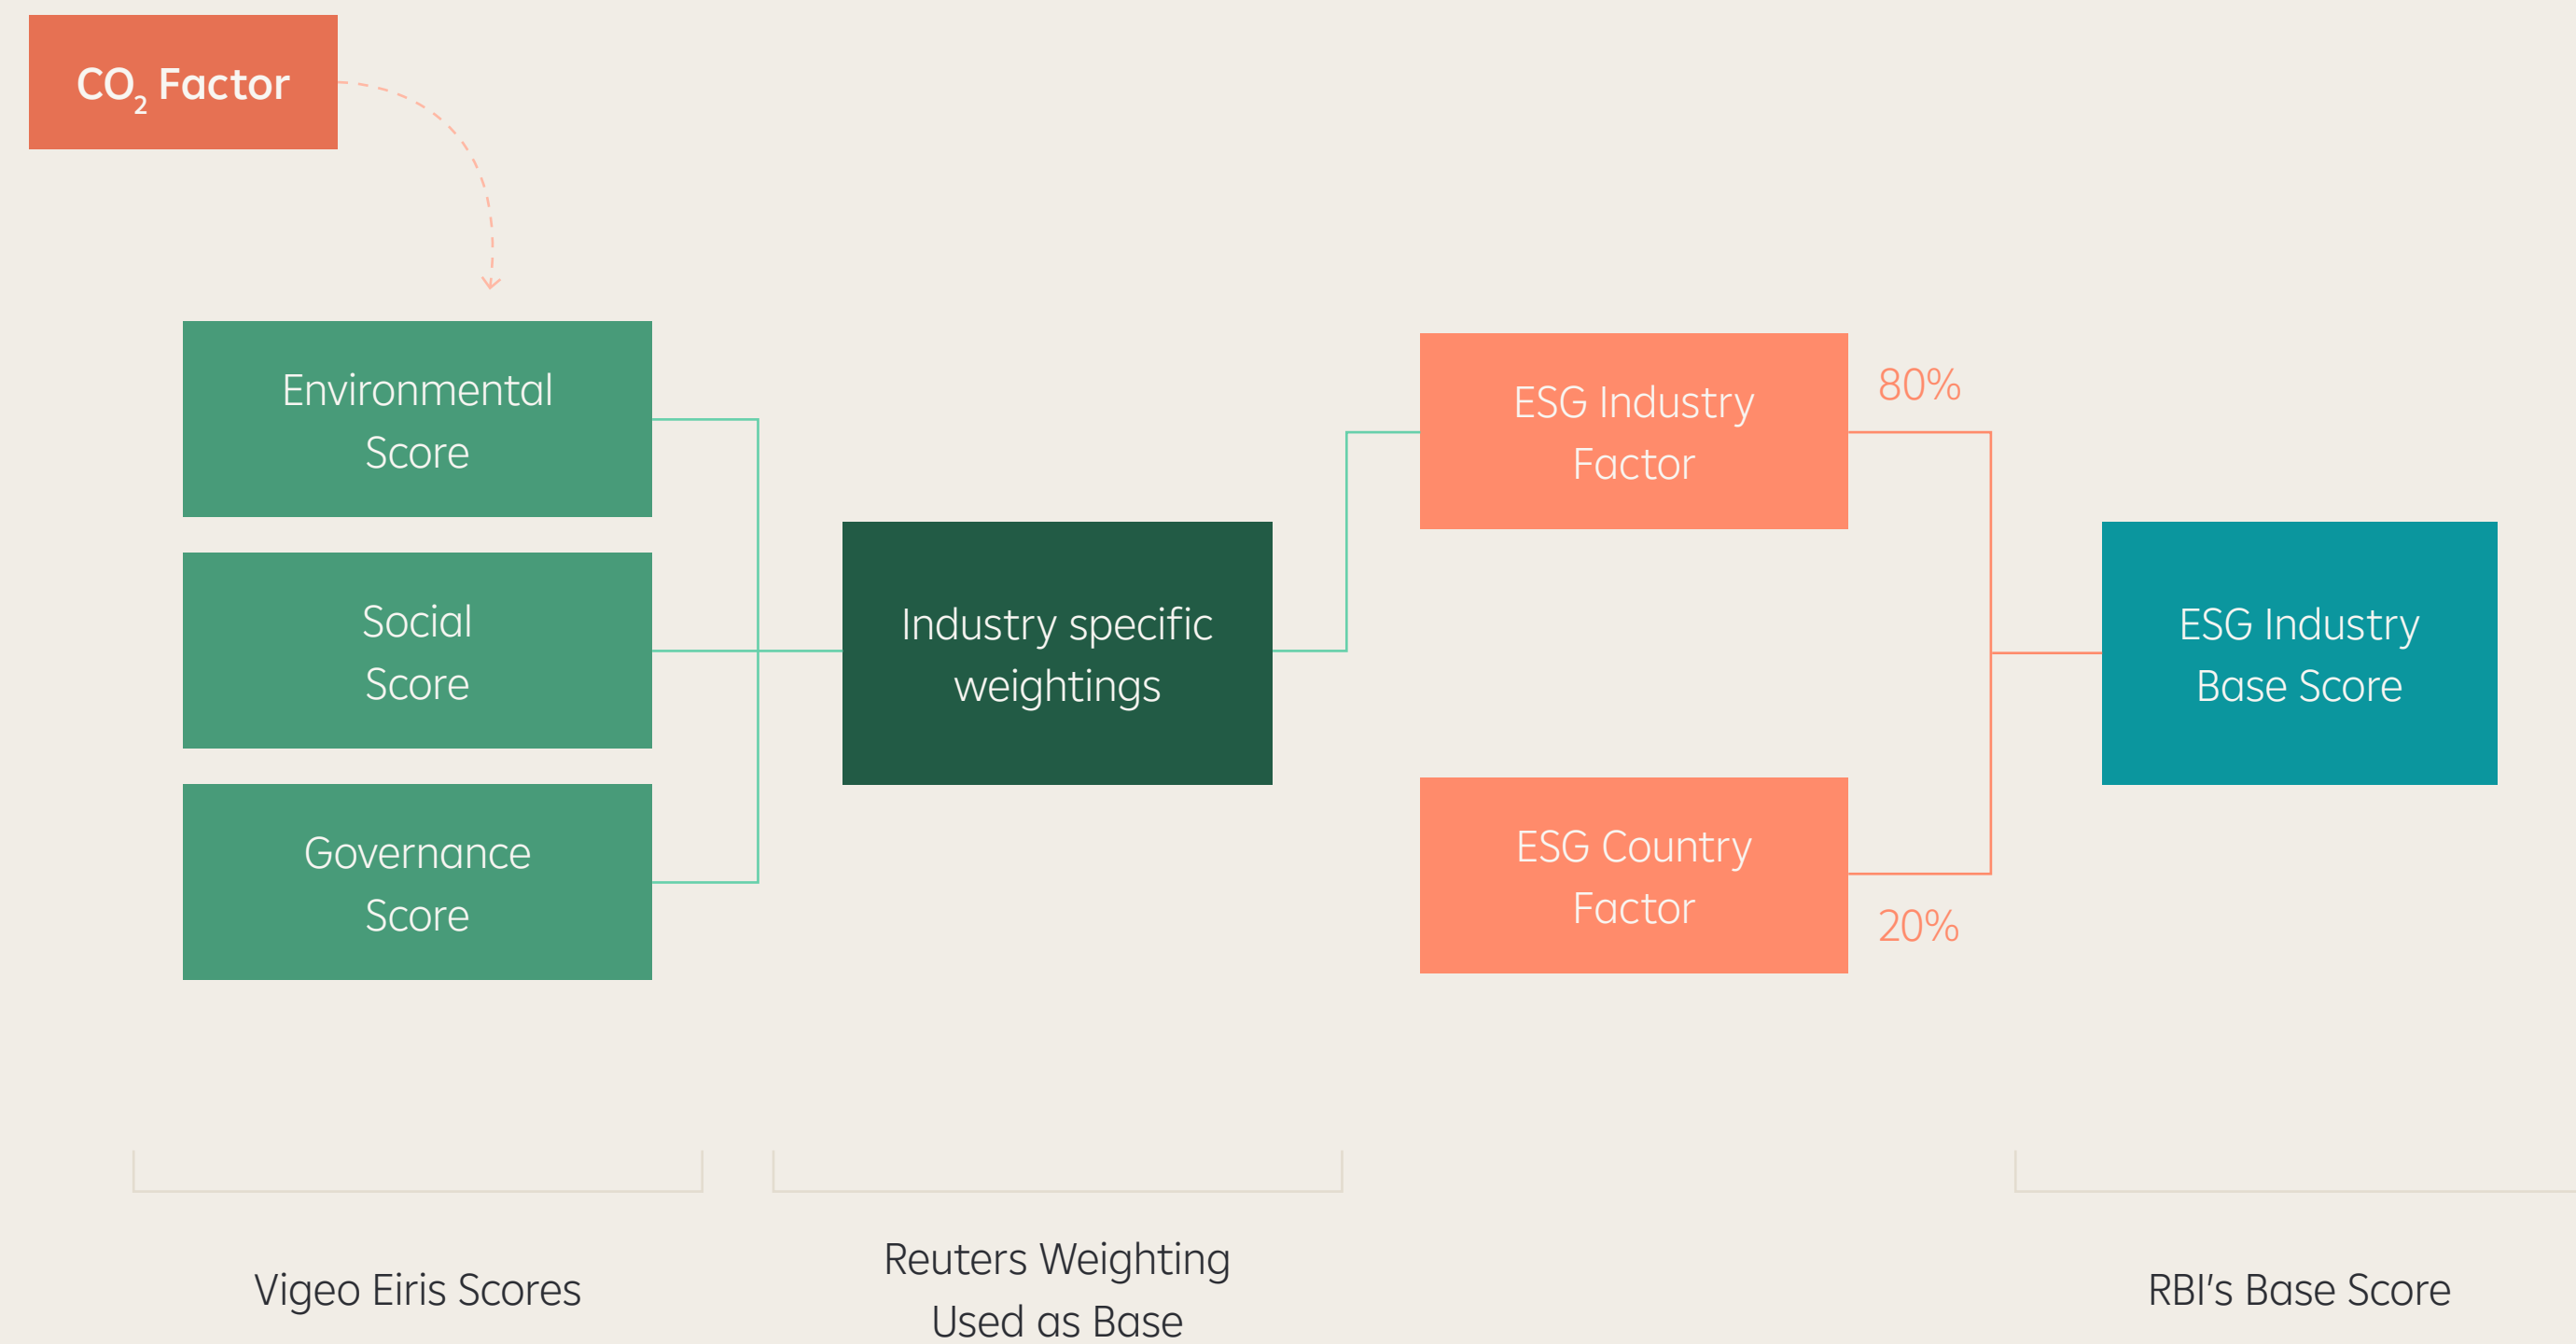 CO₂ Factor
Environmental
Score
Social
Score
Governance
Score
Industry specific
weightings
ESG Industry
Factor
80%
ESG Country
Factor
20%
ESG Industry
Base Score
Vigeo Eiris Scores
Reuters Weighting
Used as Base
RBI's Base Score